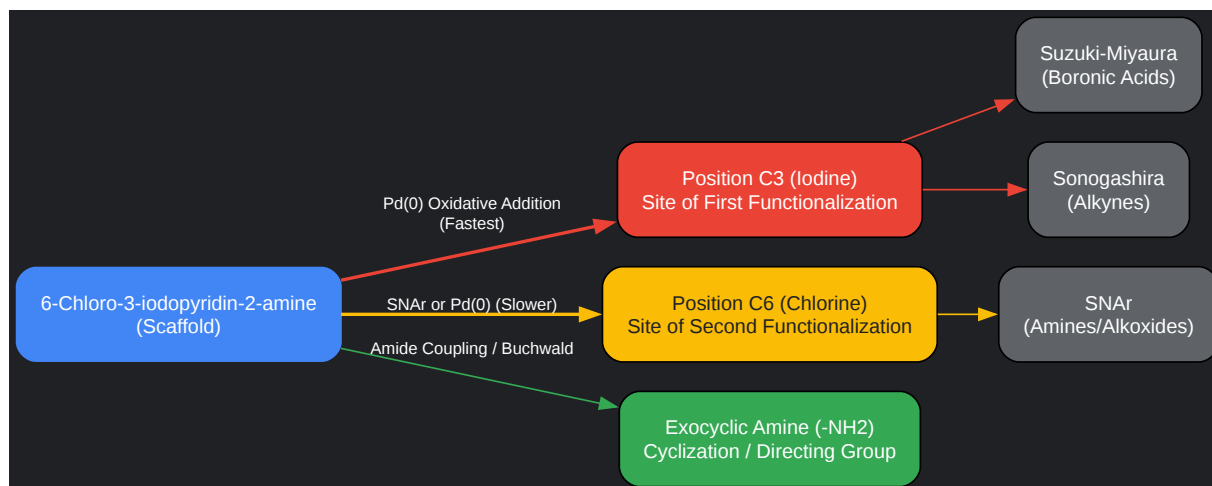 Suzuki-Miyaura
(Boronic Acids)
Position C3 (Iodine)
Site of First Functionalization
Sonogashira
(Alkynes)
Pd(0) Oxidative Addition
(Fastest)
6-Chloro-3-iodopyridin-2-amine
(Scaffold)
SNAr or Pd(0) (Slower)
Position C6 (Chlorine)
Site of Second Functionalization
SNAr
(Amines/Alkoxides)
Amide Coupling / Buchwald
Exocyclic Amine (-NH2)
Cyclization / Directing Group